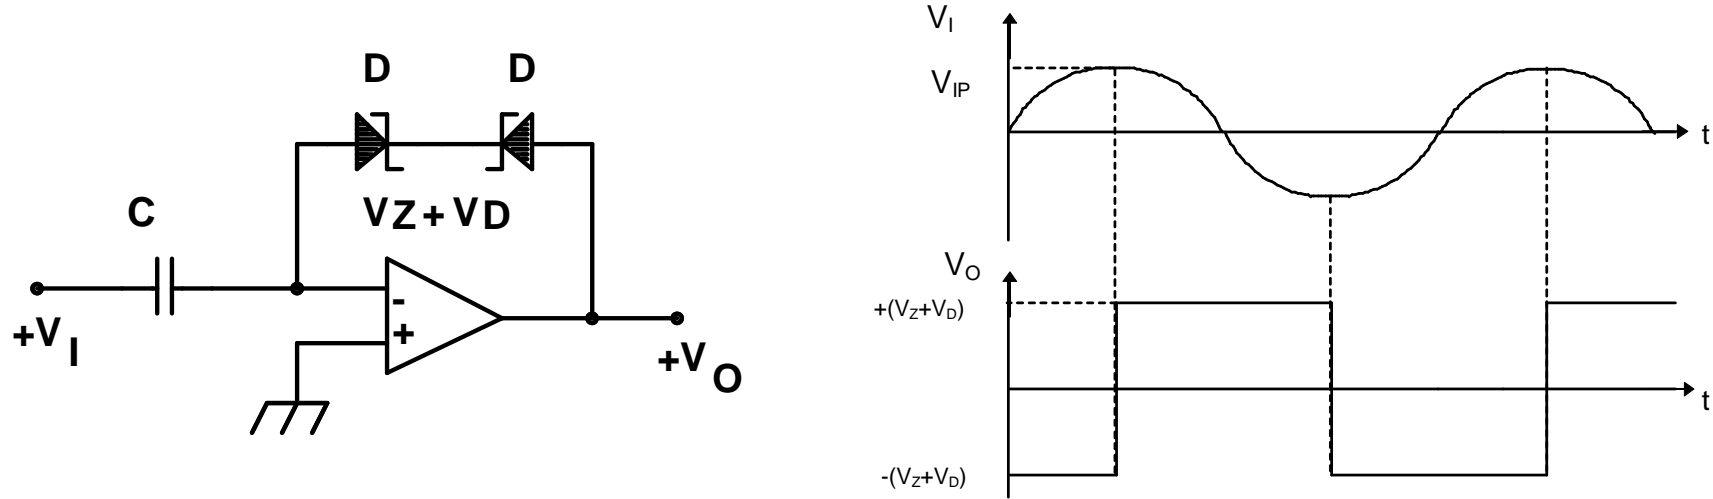 D D
VZ + VD
C
-
+
+VI
+VO
VI
VIP
t
VO
+(VZ+VD)
t
-(VZ+VD)